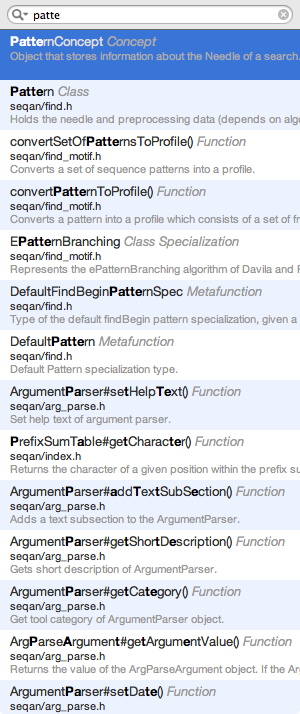 patte
PatternConcept Concept
Object that stores information about the Needle of a search.
Pattern Class
seqan/find.h
Holds the needle and preprocessing data (depends on algo
convertSetOfPatternsToProfile() Function
seqan/find_motif.h
Converts a set of sequence patterns into a profile.
convertPatternToProfile() Function
seqan/find_motif.h
Converts a pattern into a profile which consists of a set of fr
EPatternBranching Class Specialization
seqan/find_motif.h
Represents the ePatternBranching algorithm of Davila and R
DefaultFindBeginPatternSpec Metafunction
seqan/find.h
Type of the default findBegin pattern specialization, given a
DefaultPattern Metafunction
seqan/find.h
Default Pattern specialization type.
ArgumentParser#setHelpText() Function
seqan/arg_parse.h
Set help text of argument parser.
PrefixSumTable#getCharacter() Function
seqan/index.h
Returns the character of a given position within the prefix su
ArgumentParser#addTextSubSection() Function
seqan/arg_parse.h
Adds a text subsection to the ArgumentParser.
ArgumentParser#getShortDescription() Function
seqan/arg_parse.h
Gets short description of ArgumentParser.
ArgumentParser#getCategory() Function
seqan/arg_parse.h
Get tool category of ArgumentParser object.
ArgParseArgument#getArgumentValue() Function
seqan/arg_parse.h
Returns the value of the ArgParseArgument object. If the Ar
ArgumentParser#setDate() Function
seqan/arg_parse.h